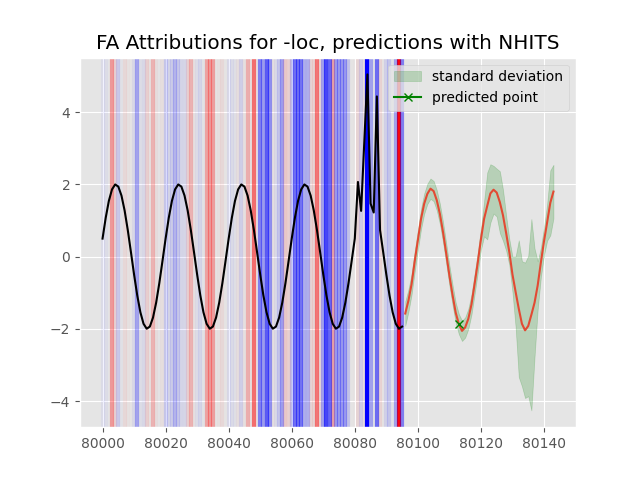 FA Attributions for -loc, predictions with NHITS
standard deviation
predicted point
4
2
0
−2
−4
80000 80020 80040 80060 80080 80100 80120 80140